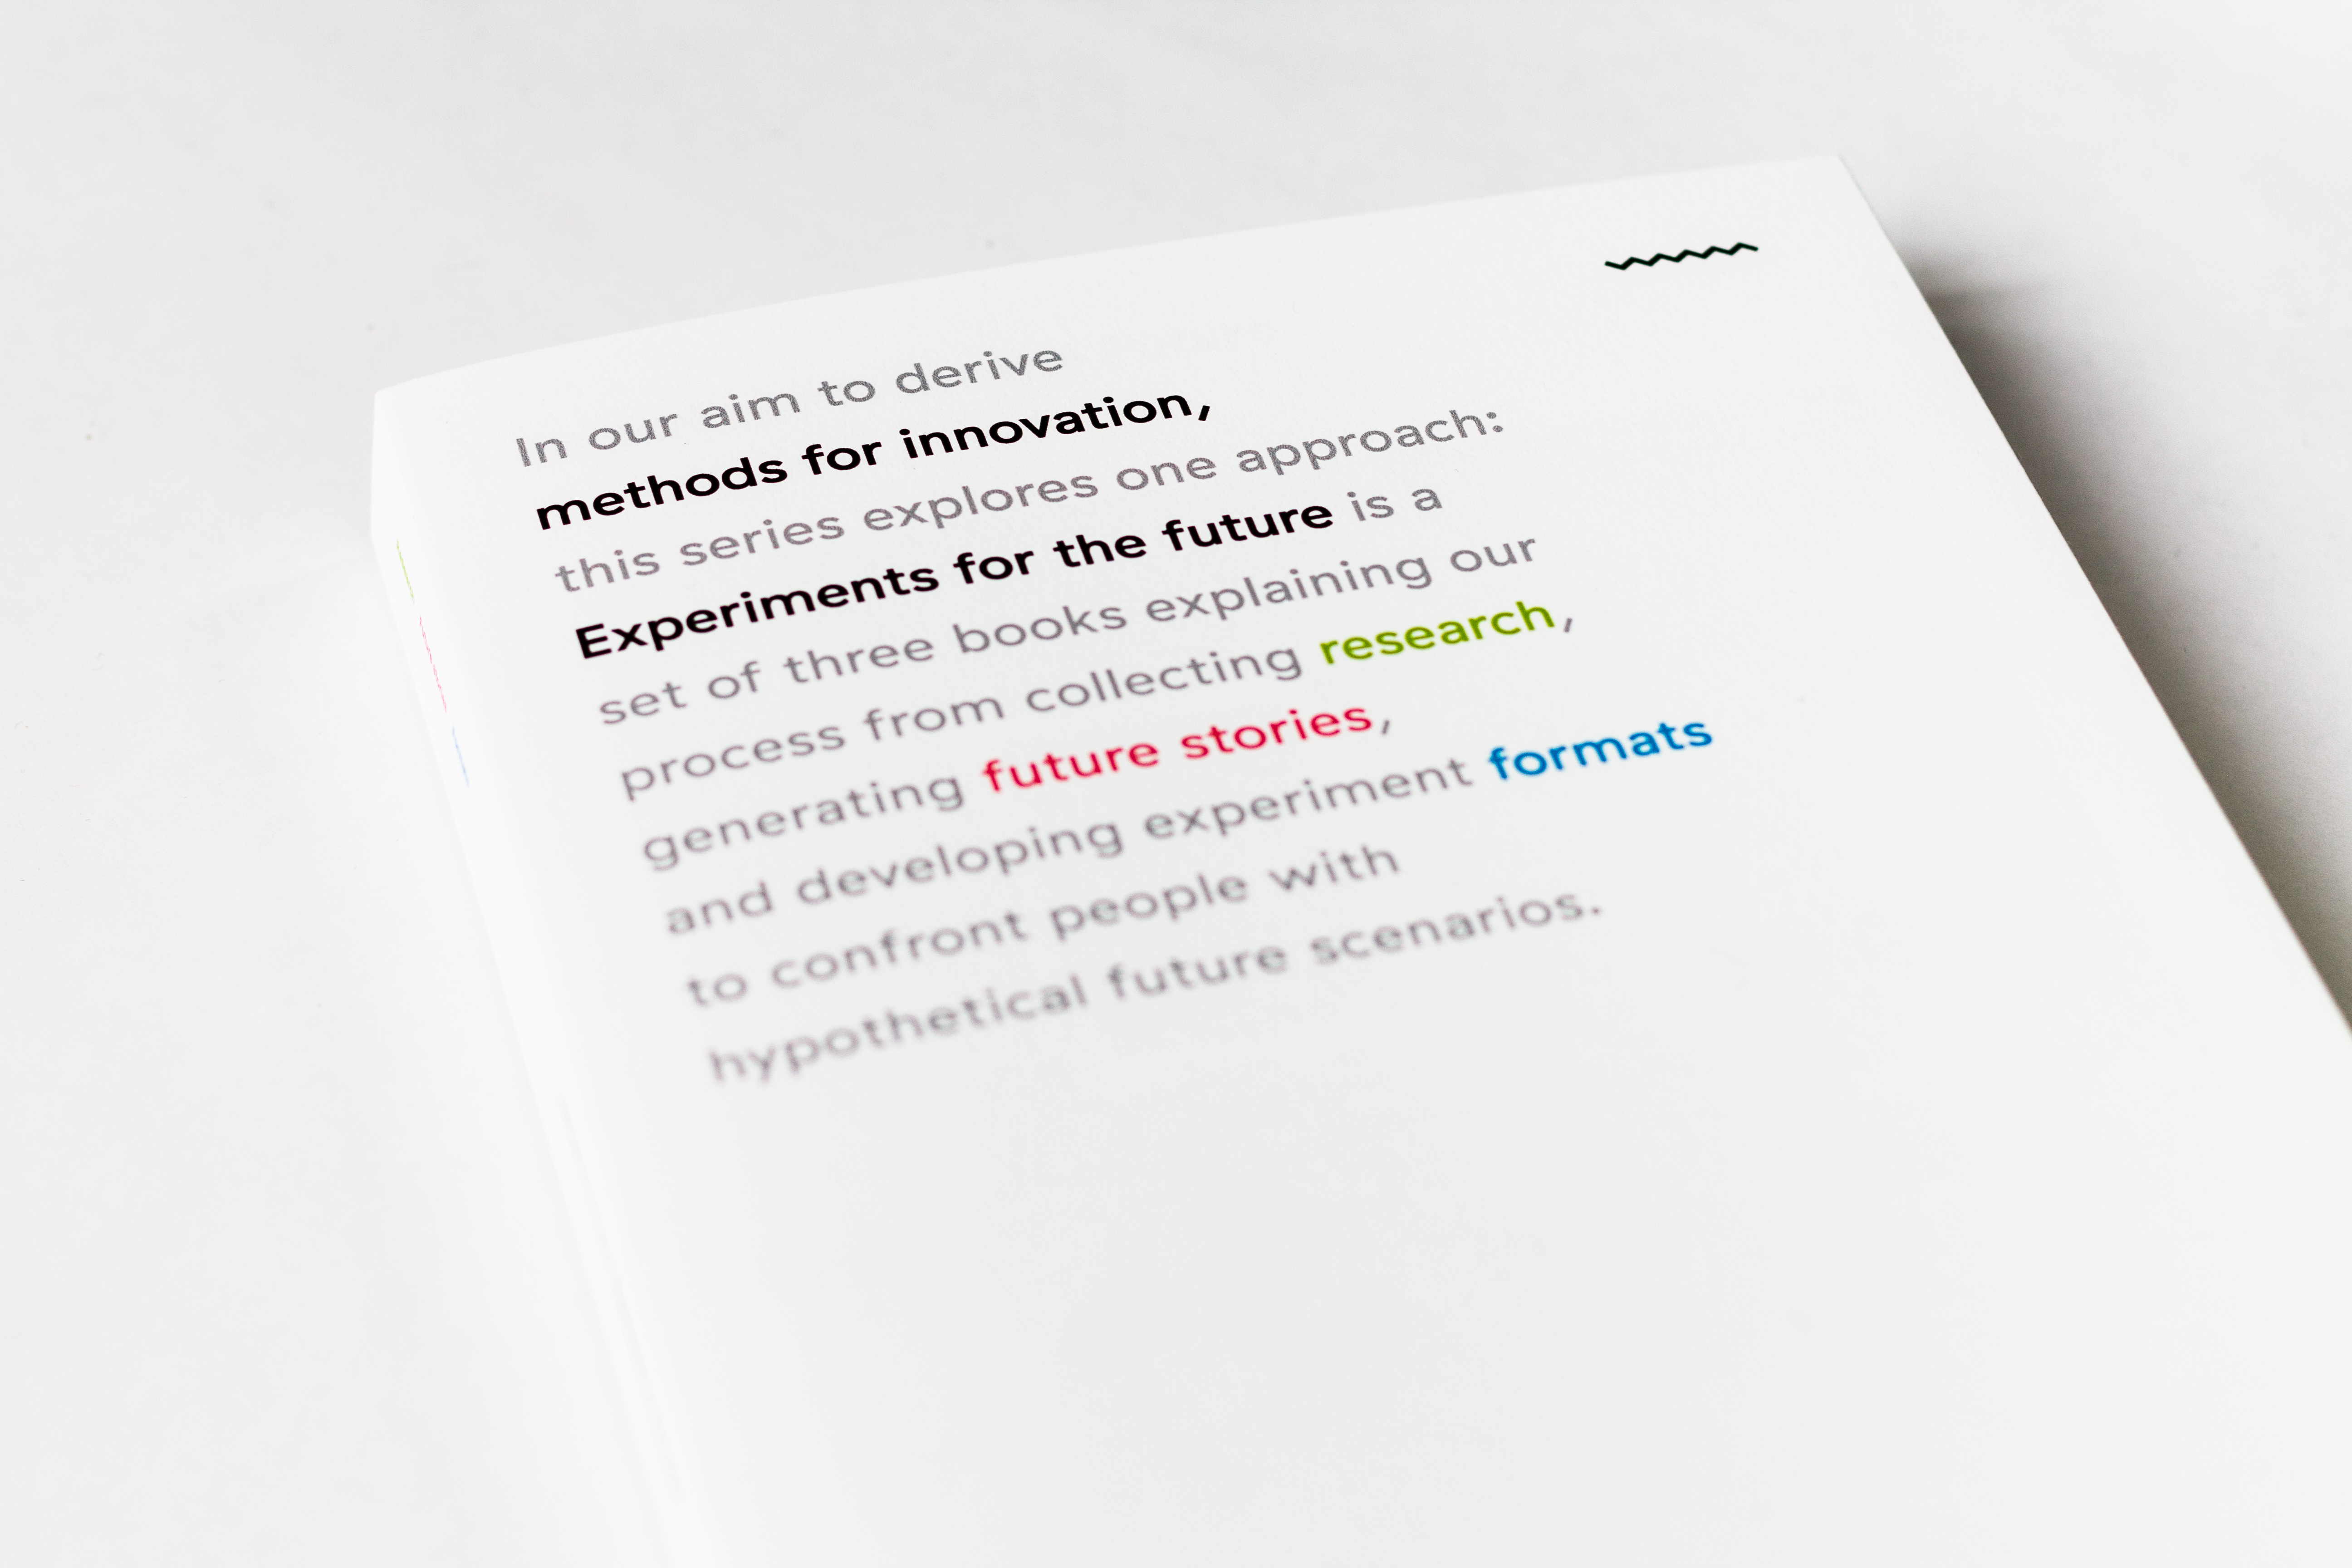 In our aim to derive
methods for innovation,
this series explores one approach:
Experiments for the future is a
set of three books explaining our
process from collecting research,
generating future stories,
and developing experiment formats
to confront people with
hypothetical future scenarios.